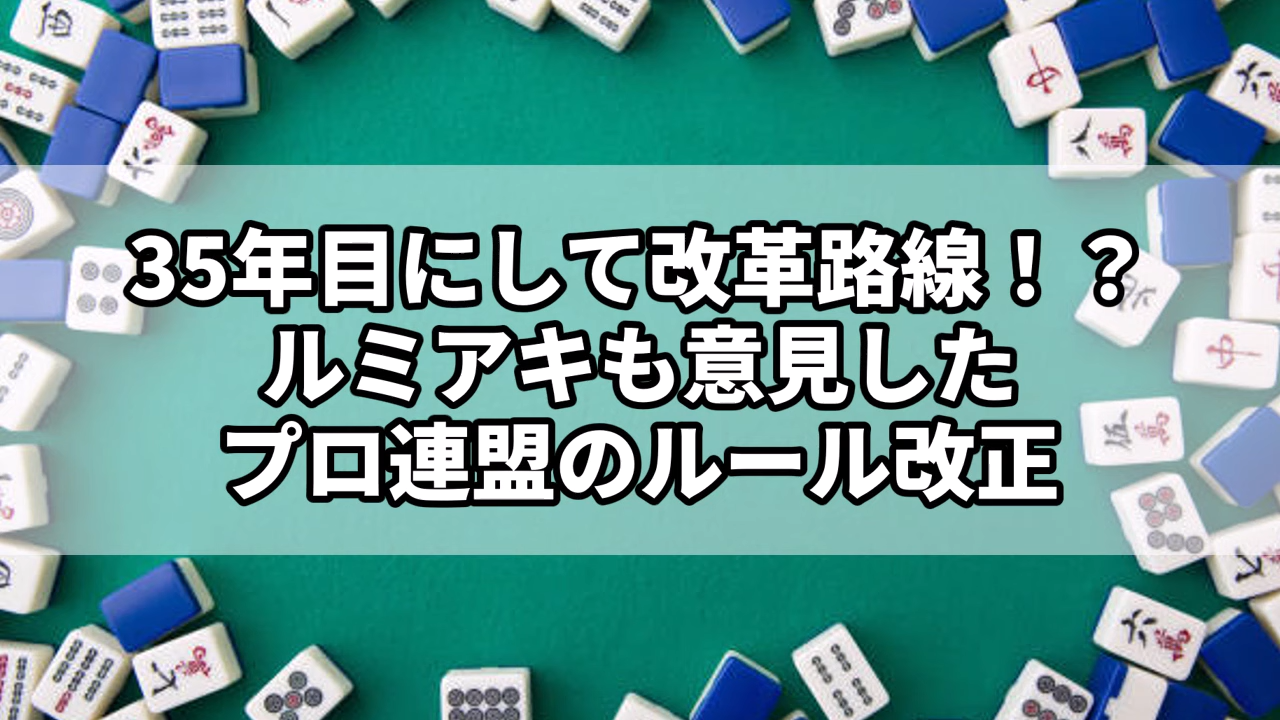 35年目にして改革路線！？
ルミアキも意見した
プロ連盟のルール改正